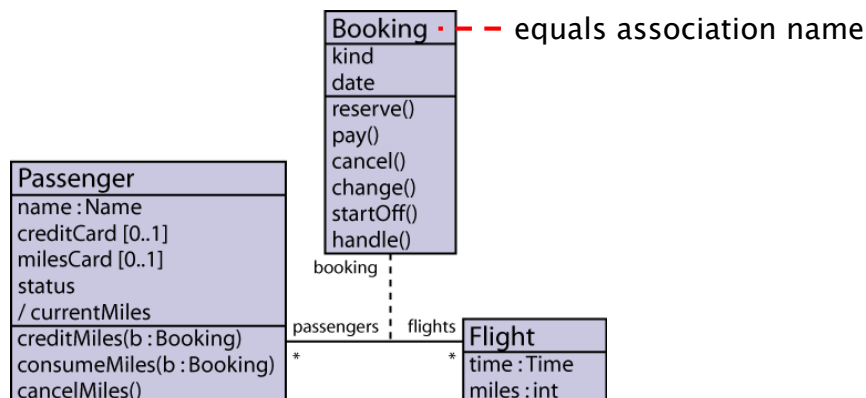 Booking
equals association name
kind
date
reserve()
pay()
cancel()
change()
startOff()
handle()
booking
Passenger
name : Name
creditCard [0..1]
milesCard [0..1]
status
/ currentMiles
creditMiles(b : Booking)
consumeMiles(b : Booking)
cancelMiles()
passengers
flights
*
*
Flight
time : Time
miles : int